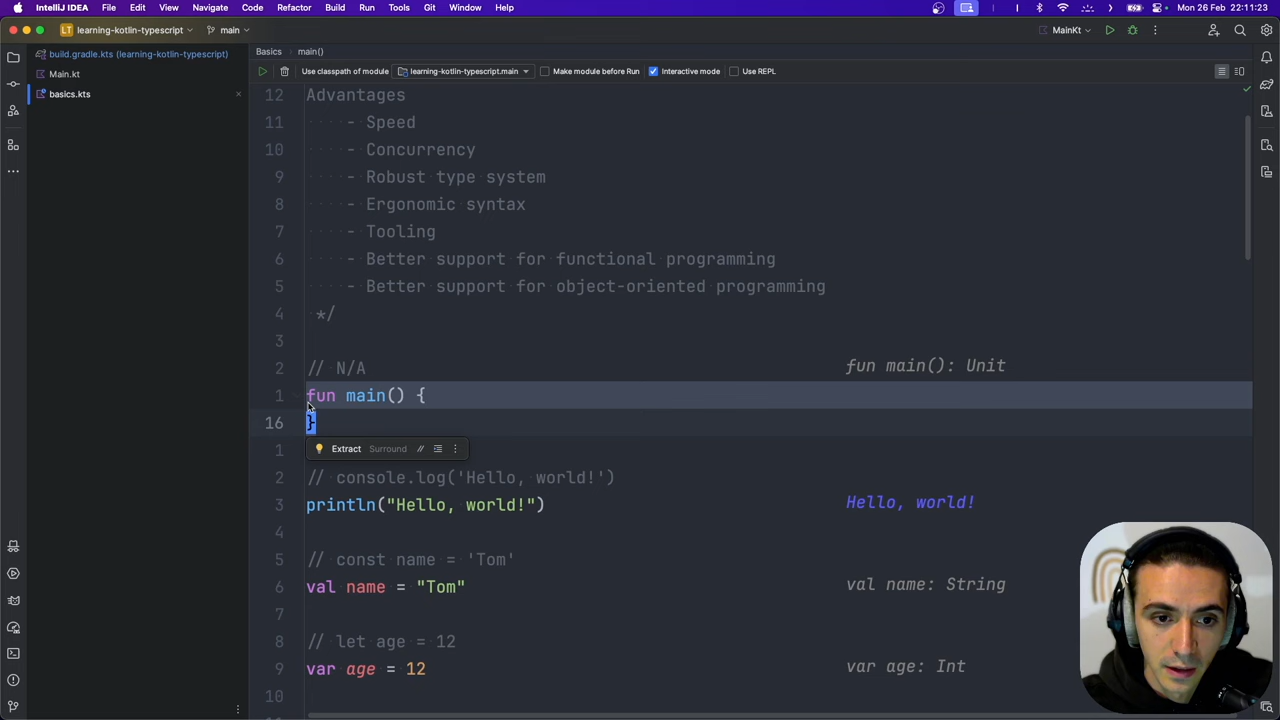 IntelliJ IDEA File Edit View Navigate Code Refactor Build Run Tools Git Window Help Mon 26 Feb 22:11:23
LT learning-kotlin-typescript main MainKt
build.gradle.kts (learning-kotlin-typescript)
Main.kt
basics.kts
Basics main()
Use classpath of module learning-kotlin-typescript.main Make module before Run Interactive mode Use REPL
12 Advantages
11 - Speed
10 - Concurrency
9 - Robust type system
8 - Ergonomic syntax
7 - Tooling
6 - Better support for functional programming
5 - Better support for object-oriented programming
4 */
3
2 // N/A fun main(): Unit
1 fun main() {
16 }
Extract Surround //
1
2 // console.log('Hello, world!')
3 println("Hello, world!") Hello, world!
4
5 // const name = 'Tom'
6 val name = "Tom" val name: String
7
8 // let age = 12
9 var age = 12 var age: Int
10